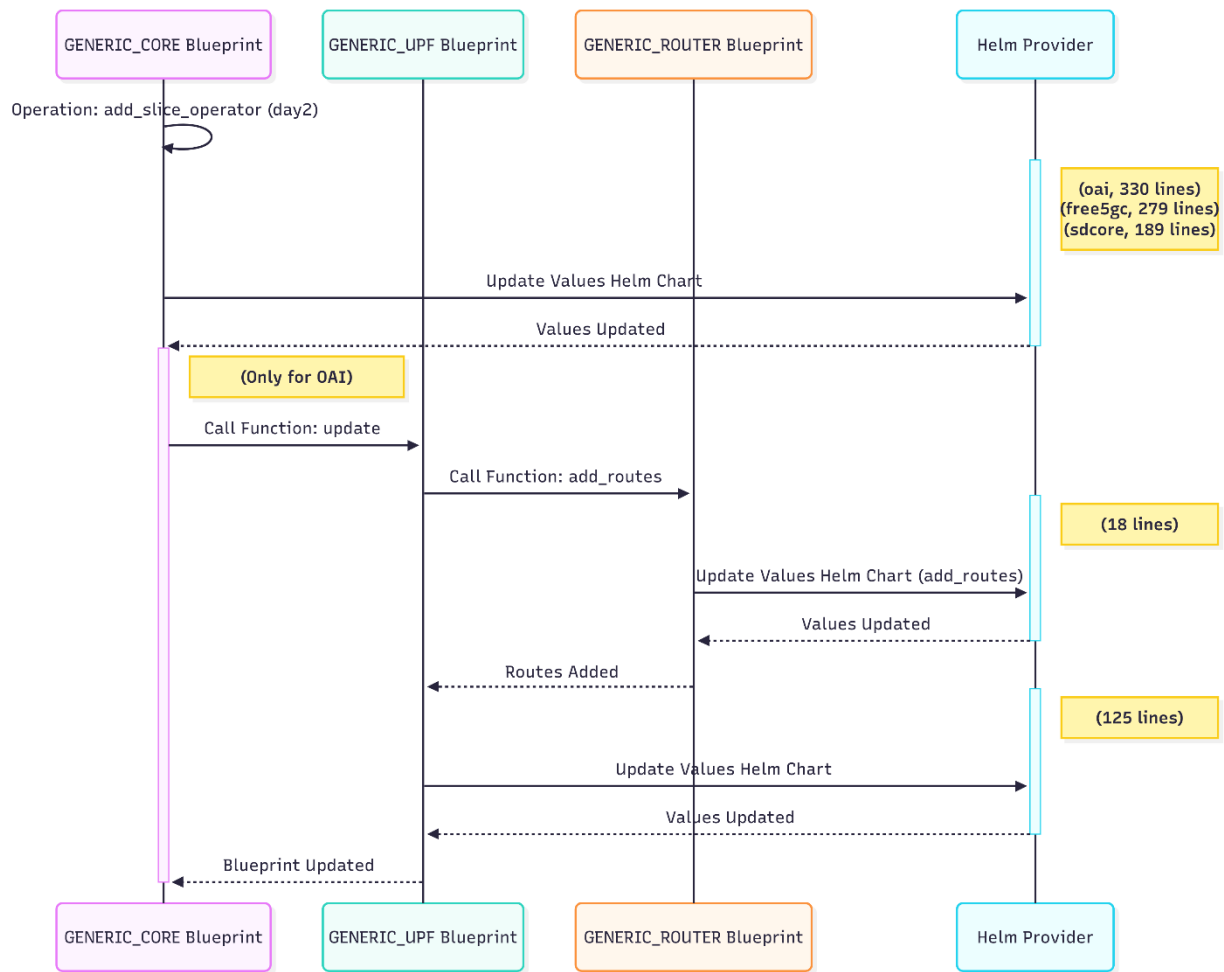 GENERIC_CORE Blueprint
GENERIC_UPF Blueprint
GENERIC_ROUTER Blueprint
Helm Provider
Operation: add_slice_operator (day2)
(oai, 330 lines)
(free5gc, 279 lines)
(sdcore, 189 lines)
Update Values Helm Chart
Values Updated
(Only for OAI)
Call Function: update
Call Function: add_routes
(18 lines)
Update Values Helm Chart (add_routes)
Values Updated
Routes Added
(125 lines)
Update Values Helm Chart
Values Updated
Blueprint Updated
GENERIC_CORE Blueprint
GENERIC_UPF Blueprint
GENERIC_ROUTER Blueprint
Helm Provider